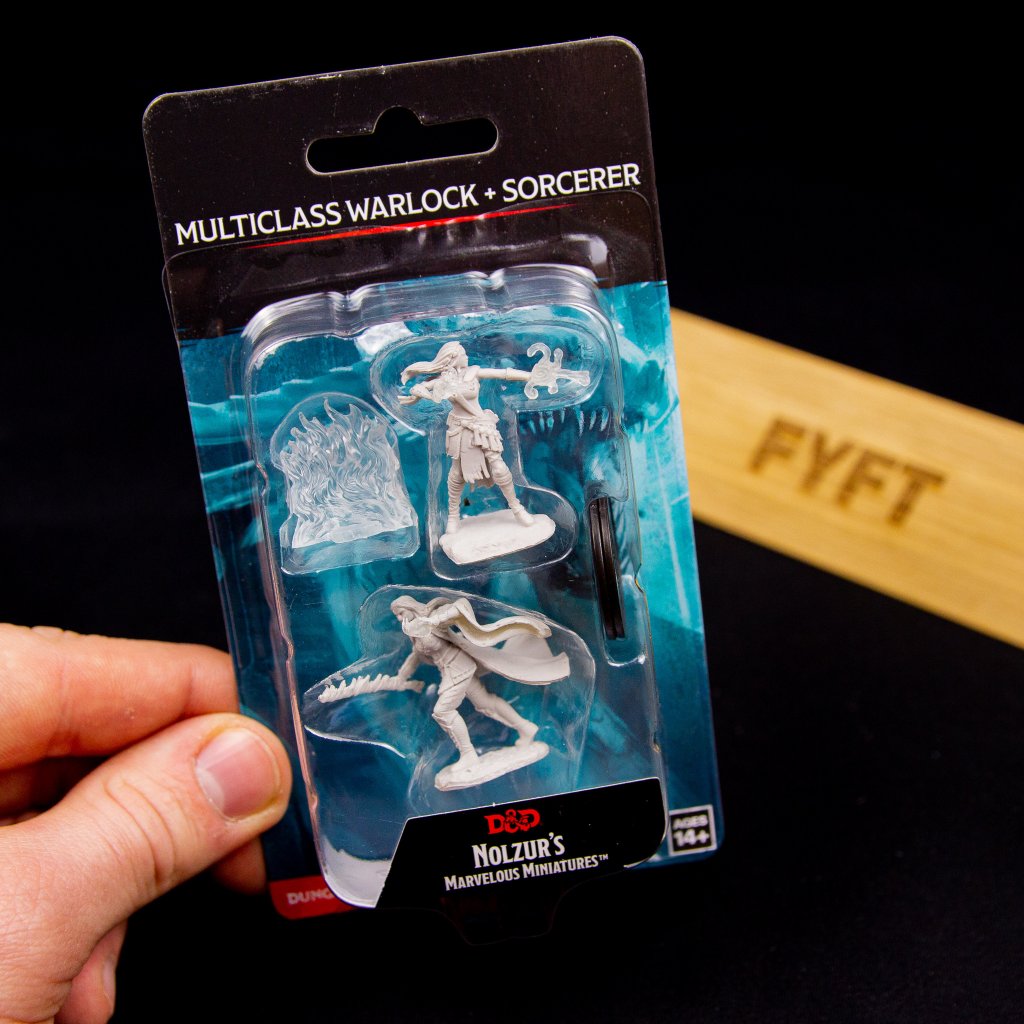 MULTICLASS WARLOCK + SORCERER
FYFT
D&D
NOLZUR'S
MARVELOUS MINIATURES™
AGES
14+